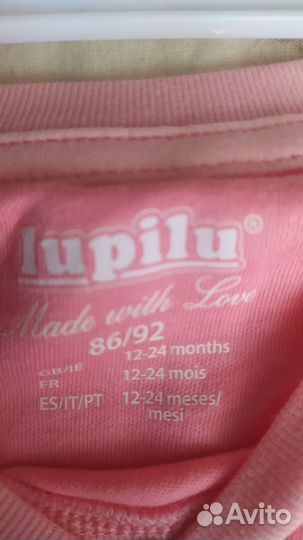 lupilu®
Made with Love
86/92
GB/IE 12-24 months
FR 12-24 mois
ES/IT/PT 12-24 meses/
mesi
Avito